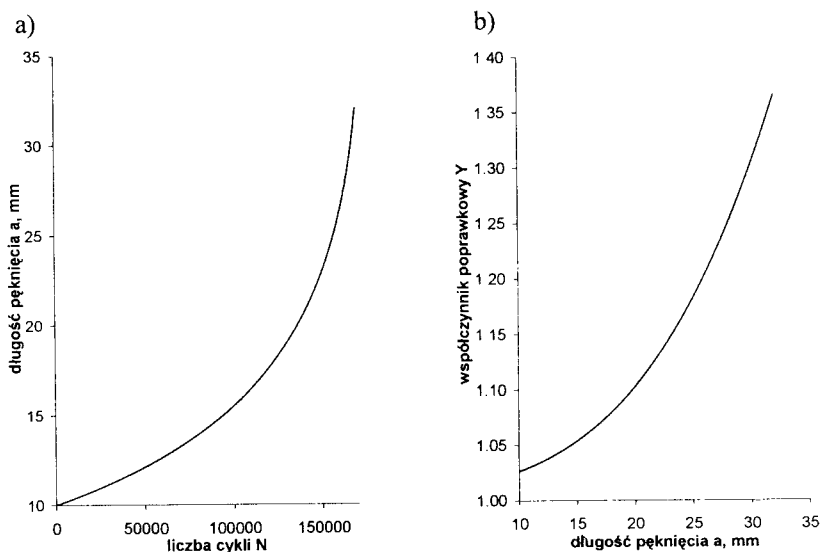 a)
35
30
25
20
15
10
długość pęknięcia a, mm
0 50000 100000 150000
liczba cykli N
b)
1 40
1 35
1.30
1 25
1 20
1 15
1.10
1.05
1.00
współczynnik poprawkowy Y
10 15 20 25 30 35
długość pęknięcia a, mm